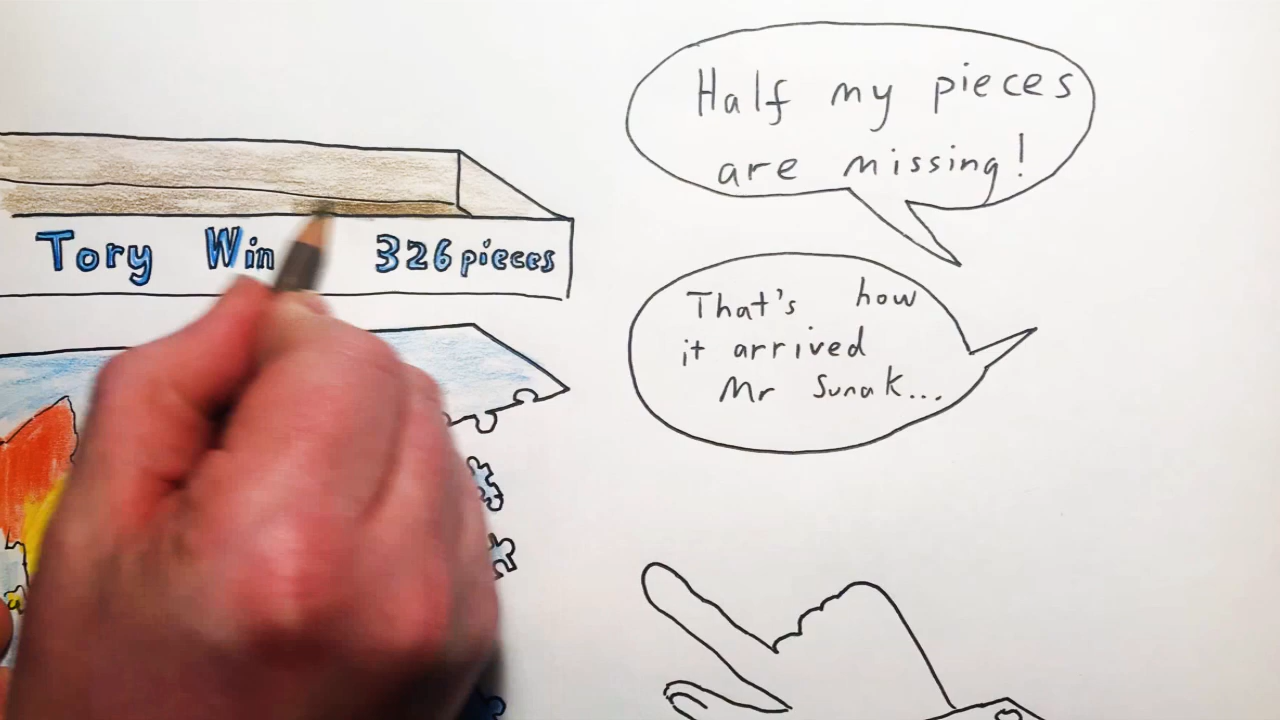 Half my pieces
are missing!
Tory Win 326 pieces
That's how
it arrived
Mr Sunak...